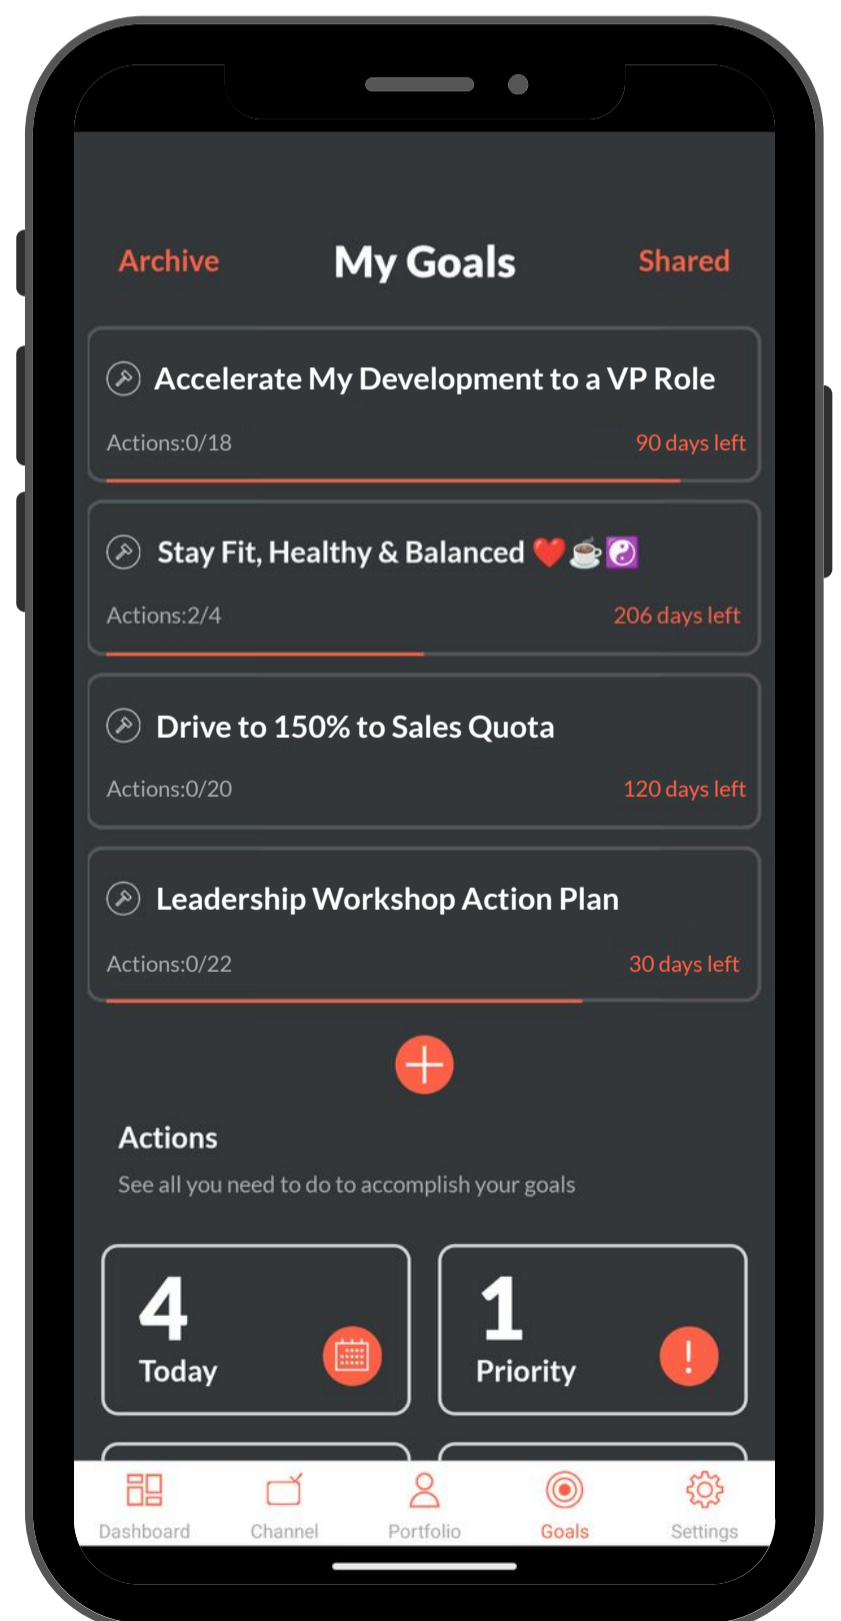 Archive My Goals Shared
Accelerate My Development to a VP Role
Actions:0/18 90 days left
Stay Fit, Healthy & Balanced ❤️☕☯️
Actions:2/4 206 days left
Drive to 150% to Sales Quota
Actions:0/20 120 days left
Leadership Workshop Action Plan
Actions:0/22 30 days left
Actions
See all you need to do to accomplish your goals
4 1
Today Priority
Dashboard Channel Portfolio Goals Settings